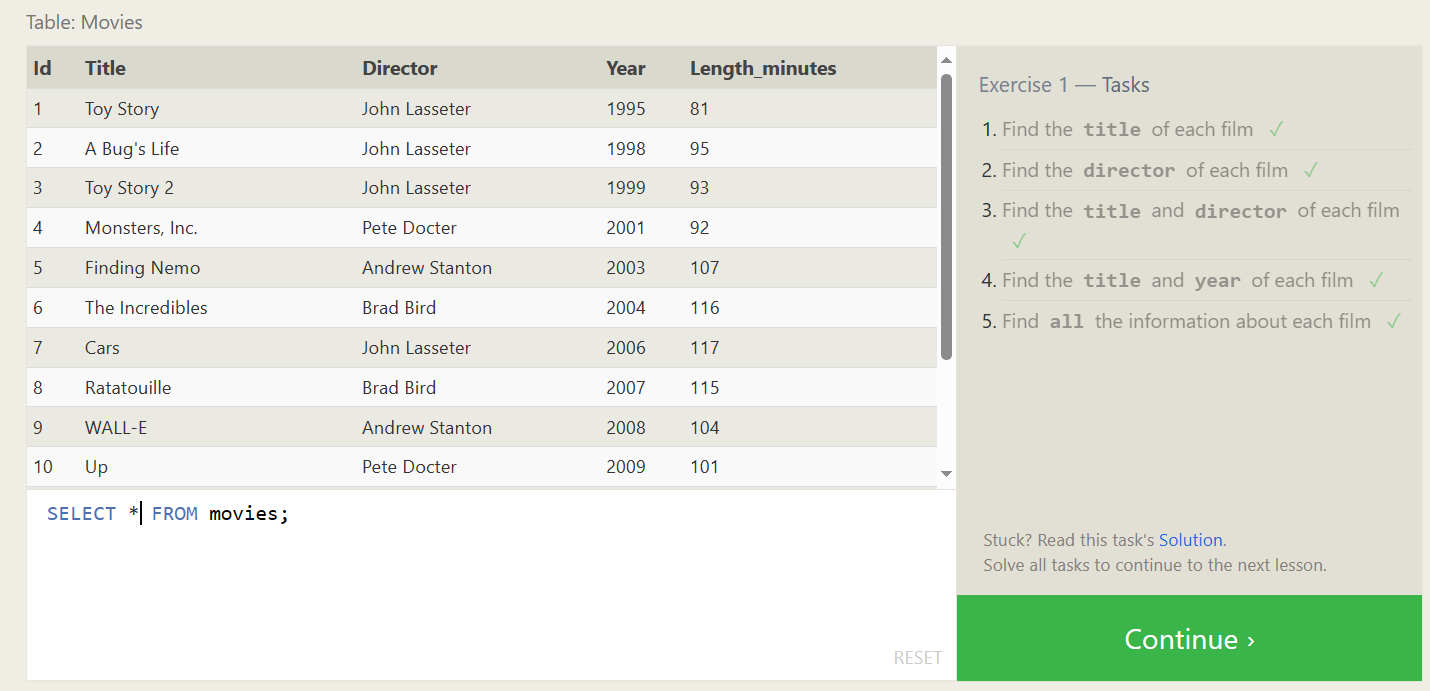 Table: Movies
Id Title Director Year Length_minutes
1 Toy Story John Lasseter 1995 81
2 A Bug's Life John Lasseter 1998 95
3 Toy Story 2 John Lasseter 1999 93
4 Monsters, Inc. Pete Docter 2001 92
5 Finding Nemo Andrew Stanton 2003 107
6 The Incredibles Brad Bird 2004 116
7 Cars John Lasseter 2006 117
8 Ratatouille Brad Bird 2007 115
9 WALL-E Andrew Stanton 2008 104
10 Up Pete Docter 2009 101
SELECT * FROM movies;
RESET
Exercise 1 — Tasks
1. Find the title of each film ✓
2. Find the director of each film ✓
3. Find the title and director of each film
✓
4. Find the title and year of each film ✓
5. Find all the information about each film ✓
Stuck? Read this task's Solution.
Solve all tasks to continue to the next lesson.
Continue ›